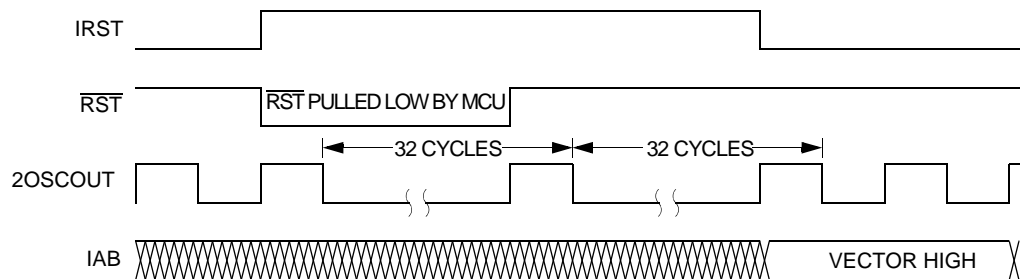 IRST
RST
RST PULLED LOW BY MCU
32 CYCLES
32 CYCLES
2OSCOUT
IAB
VECTOR HIGH